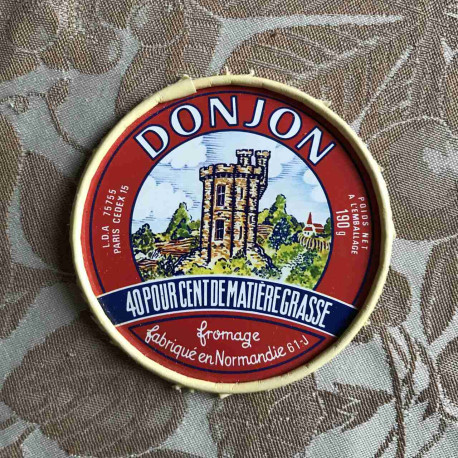 DONJON
L.D.A 75755
PARIS CEDEX 15
POIDS NET
A L'EMBALLAGE
190g
40 POUR CENT DE MATIÈRE GRASSE
fromage
fabriqué en Normandie 61-J